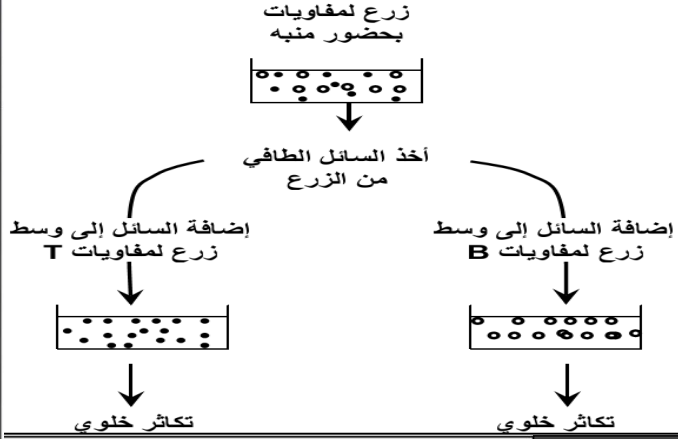 زرع لمفاويات
بحضور منبه
أخذ السائل الطافي
من الزرع
إضافة السائل إلى وسط
زرع لمفاويات B
إضافة السائل إلى وسط
زرع لمفاويات T
تكاثر خلوي
تكاثر خلوي